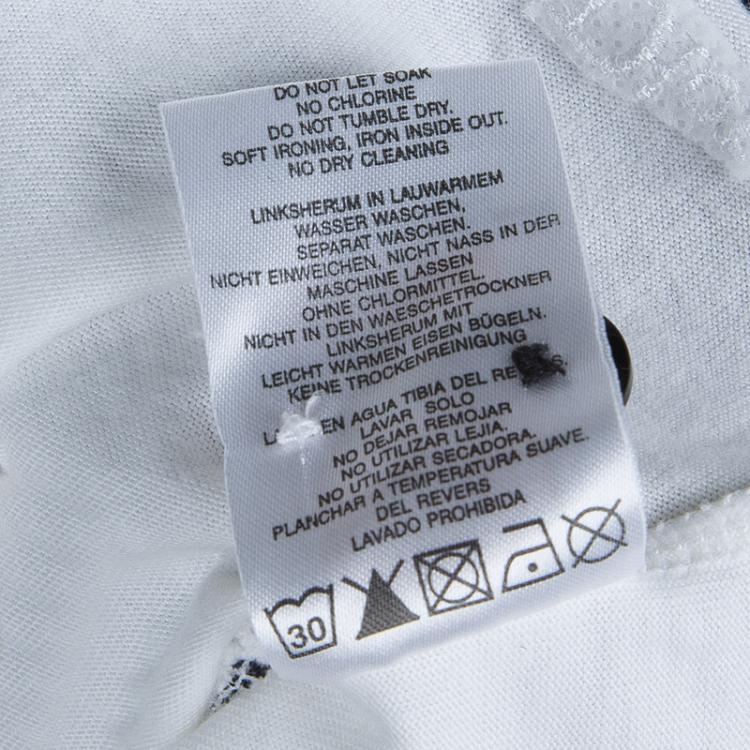 DO NOT LET SOAK
NO CHLORINE
DO NOT TUMBLE DRY.
SOFT IRONING, IRON INSIDE OUT.
NO DRY CLEANING
LINKSHERUM IN LAUWARMEM
WASSER WASCHEN,
SEPARAT WASCHEN.
NICHT EINWEICHEN, NICHT NASS IN DER
MASCHINE LASSEN
OHNE CHLORMITTEL.
NICHT IN DEN WAESCHETROCKNER
LINKSHERUM MIT
LEICHT WARMEN EISEN BÜGELN.
KEINE TROCKENREINIGUNG
EN AGUA TIBIA DEL
LAVAR SOLO
NO DEJAR REMOJAR
NO UTILIZAR LEJIA.
NO UTILIZAR SECADORA.
PLANCHAR A TEMPERATURA SUAVE.
DEL REVERS
LAVADO PROHIBIDA
30